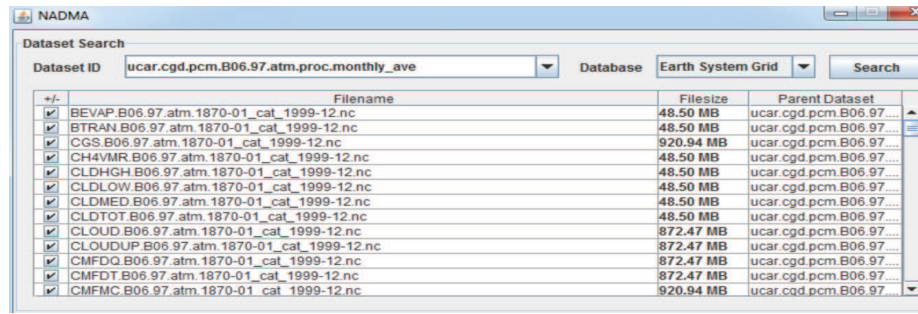 NADMA
Dataset Search
Dataset ID ucar.cgd.pcm.B06.97.atm.proc.monthly_ave Database Earth System Grid Search
+/- Filename Filesize Parent Dataset
BEVAP.B06.97.atm.1870-01_cat_1999-12.nc 48.50 MB ucar.cgd.pcm.B06.97....
BTRAN.B06.97.atm.1870-01_cat_1999-12.nc 48.50 MB ucar.cgd.pcm.B06.97....
CGS.B06.97.atm.1870-01_cat_1999-12.nc 920.94 MB ucar.cgd.pcm.B06.97....
CH4VMR.B06.97.atm.1870-01_cat_1999-12.nc 48.50 MB ucar.cgd.pcm.B06.97....
CLDHGH.B06.97.atm.1870-01_cat_1999-12.nc 48.50 MB ucar.cgd.pcm.B06.97....
CLDLOW.B06.97.atm.1870-01_cat_1999-12.nc 48.50 MB ucar.cgd.pcm.B06.97....
CLDMED.B06.97.atm.1870-01_cat_1999-12.nc 48.50 MB ucar.cgd.pcm.B06.97....
CLDTOT.B06.97.atm.1870-01_cat_1999-12.nc 48.50 MB ucar.cgd.pcm.B06.97....
CLOUD.B06.97.atm.1870-01_cat_1999-12.nc 872.47 MB ucar.cgd.pcm.B06.97....
CLOUDUP.B06.97.atm.1870-01_cat_1999-12.nc 872.47 MB ucar.cgd.pcm.B06.97....
CMFDQ.B06.97.atm.1870-01_cat_1999-12.nc 872.47 MB ucar.cgd.pcm.B06.97....
CMFDT.B06.97.atm.1870-01_cat_1999-12.nc 872.47 MB ucar.cgd.pcm.B06.97....
CMFMC.B06.97.atm.1870-01_cat_1999-12.nc 920.94 MB ucar.cgd.pcm.B06.97....